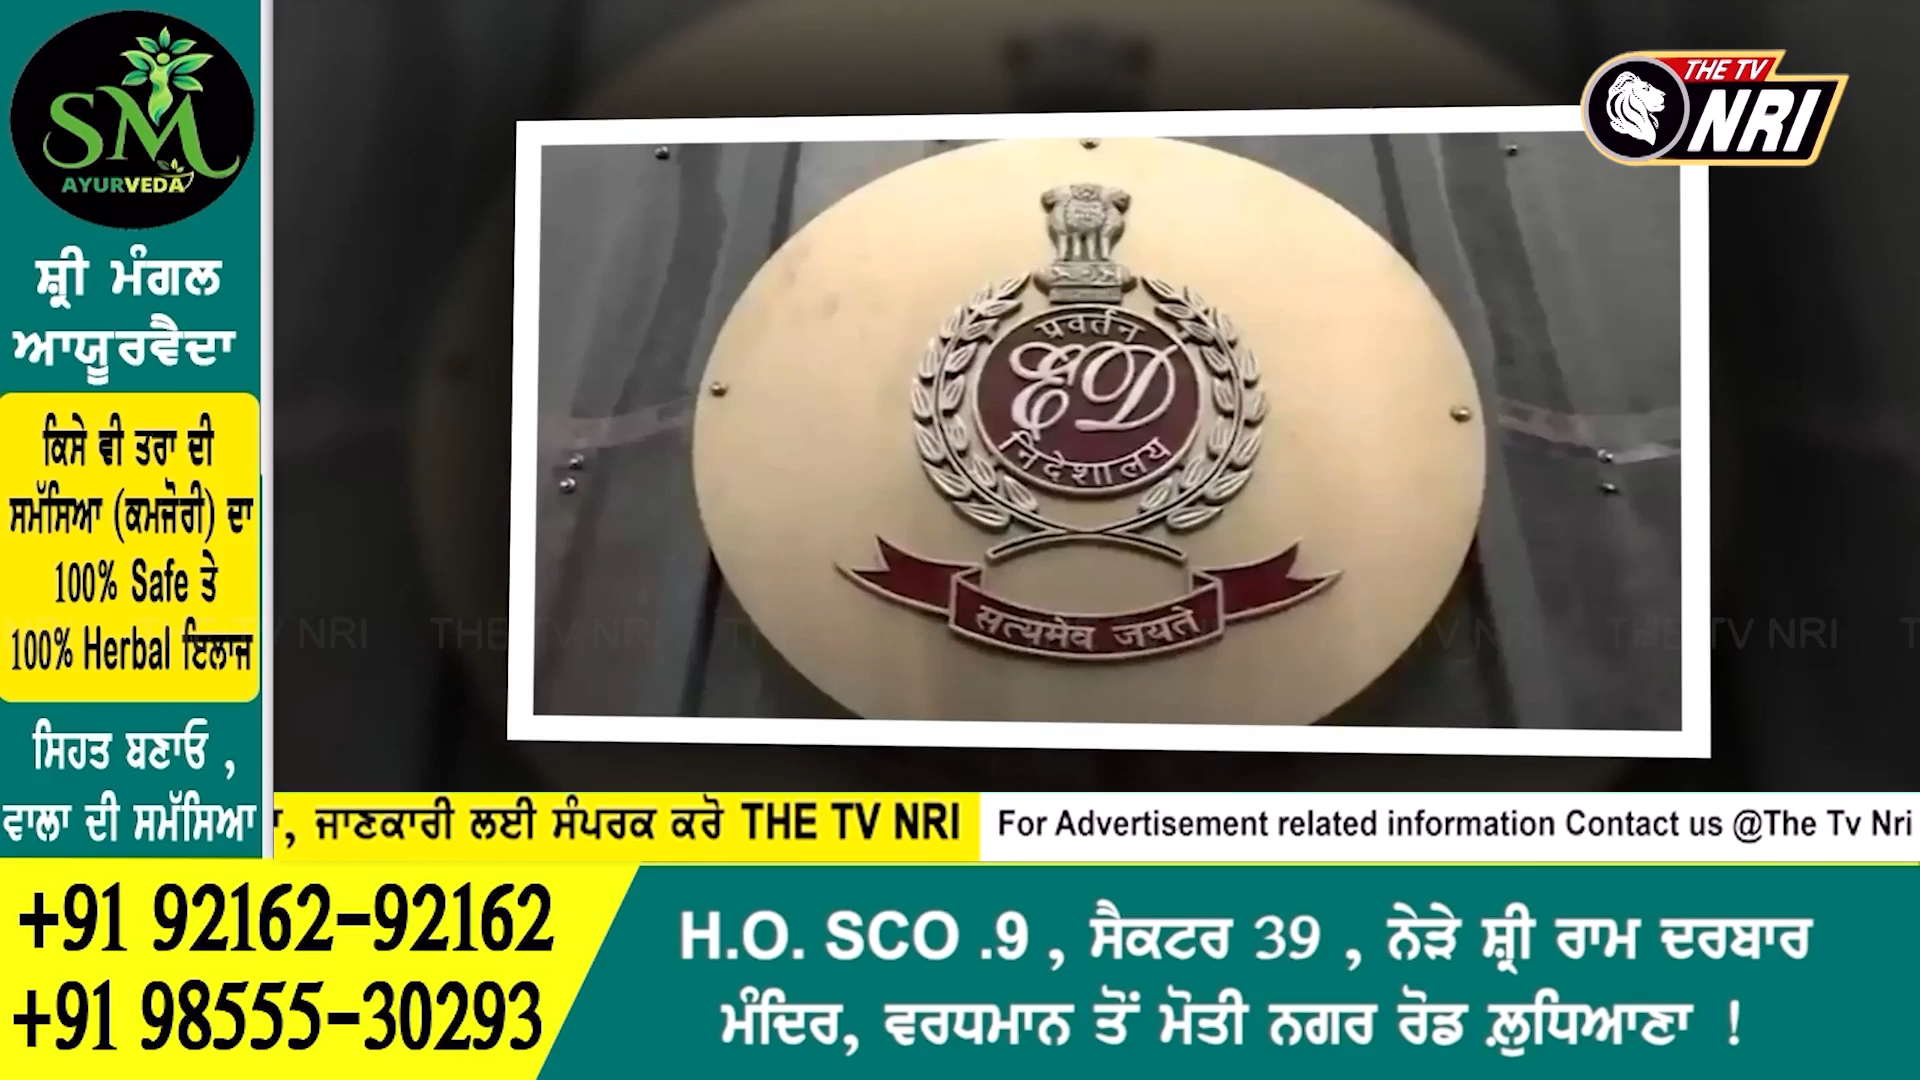 SM
AYURVEDA
ਸ਼੍ਰੀ ਮੰਗਲ
ਆਯੂਰਵੈਦਾ
ਕਿਸੇ ਵੀ ਤਰਾ ਦੀ
ਸਮੱਸਿਆ (ਕਮਜੋਰੀ) ਦਾ
100% Safe ਤੇ
100% Herbal ਇਲਾਜ
ਸਿਹਤ ਬਣਾਓ ,
ਵਾਲਾ ਦੀ ਸਮੱਸਿਆ
THE TV
NRI
प्रवर्तन
ED
निदेशालय
सत्यमेव जयते
THE TV NRI
, ਜਾਣਕਾਰੀ ਲਈ ਸੰਪਰਕ ਕਰੋ THE TV NRI
For Advertisement related information Contact us @The Tv Nri
+91 92162-92162
+91 98555-30293
H.O. SCO .9 , ਸੈਕਟਰ 39 , ਨੇੜੇ ਸ਼੍ਰੀ ਰਾਮ ਦਰਬਾਰ
ਮੰਦਿਰ, ਵਰਧਮਾਨ ਤੋਂ ਮੋਤੀ ਨਗਰ ਰੋਡ ਲੁਧਿਆਣਾ !